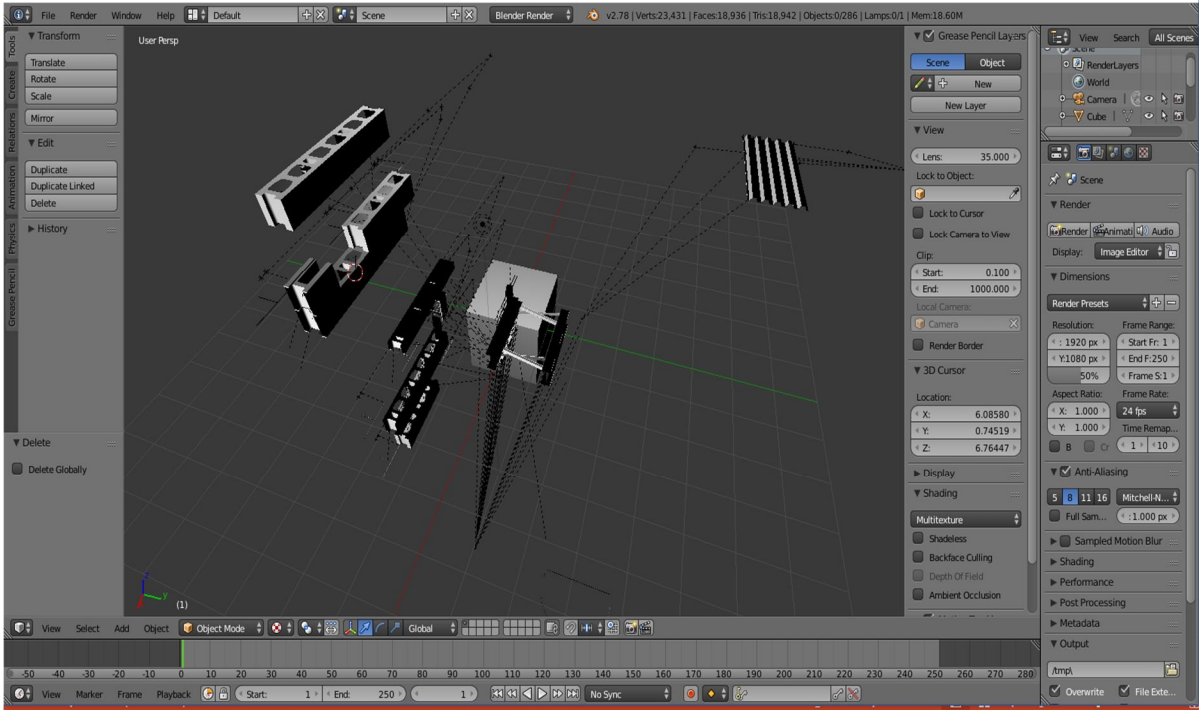 File Render Window Help Default Scene Blender Render v2.78 | Verts:23,431 | Faces:18,936 | Tris:18,942 | Objects:0/286 | Lamps:0/1 | Mem:18.60M
Tools
Create
Relations
Animation
Physics
Grease Pencil
Transform
Translate
Rotate
Scale
Mirror
Edit
Duplicate
Duplicate Linked
Delete
History
Delete
Delete Globally
User Persp
(1)
z
y
Grease Pencil Layers
Scene Object
New
New Layer
View
Lens: 35.000
Lock to Object:
Lock to Cursor
Lock Camera to View
Clip:
Start: 0.100
End: 1000.000
Local Camera:
Camera
Render Border
3D Cursor
Location:
X: 6.08580
Y: 0.74519
Z: 6.76447
Display
Shading
Multitexture
Shadeless
Backface Culling
Depth Of Field
Ambient Occlusion
View Search All Scenes
Scene
RenderLayers
World
Camera
Cube
Scene
Render
Render Animati Audio
Display: Image Editor
Dimensions
Render Presets
Resolution: Frame Range:
: 1920 px Start Fr: 1
Y:1080 px End F:250
50% Frame S:1
Aspect Ratio: Frame Rate:
X: 1.000 24 fps
Y: 1.000 Time Remap...
B Cr 1 10
Anti-Aliasing
5 8 11 16 Mitchell-N...
Full Sam... :1.000 px
Sampled Motion Blur
Shading
Performance
Post Processing
Metadata
Output
/tmp\
Overwrite File Exte...
View Select Add Object Object Mode Global
-50 -40 -30 -20 -10 0 10 20 30 40 50 60 70 80 90 100 110 120 130 140 150 160 170 180 190 200 210 220 230 240 250 260 270 280
View Marker Frame Playback Start: 1 End: 250 1 No Sync